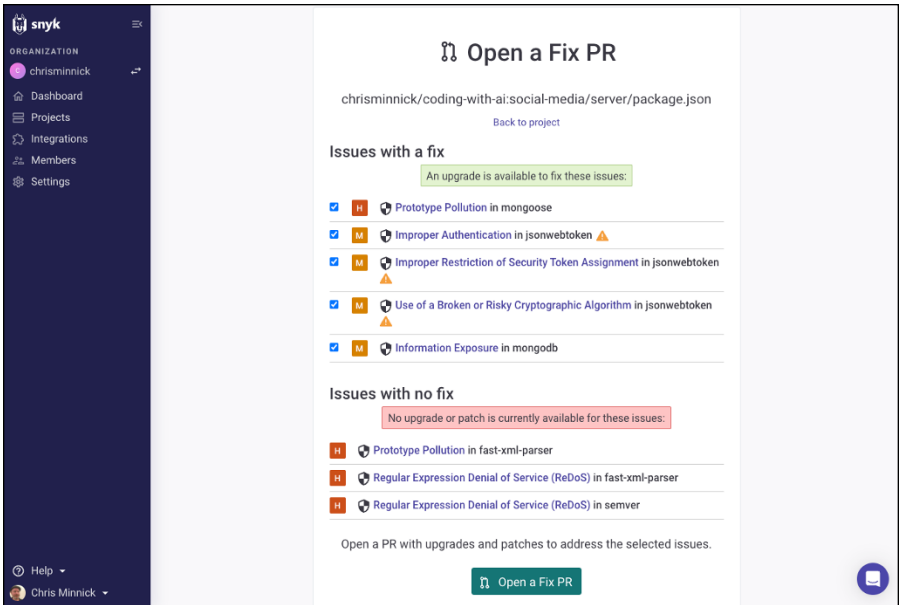 snyk
ORGANIZATION
C chrisminnick
Dashboard
Projects
Integrations
Members
Settings
Help
Chris Minnick
Open a Fix PR
chrisminnick/coding-with-ai:social-media/server/package.json
Back to project
Issues with a fix
An upgrade is available to fix these issues:
H Prototype Pollution in mongoose
M Improper Authentication in jsonwebtoken
M Improper Restriction of Security Token Assignment in jsonwebtoken
M Use of a Broken or Risky Cryptographic Algorithm in jsonwebtoken
M Information Exposure in mongodb
Issues with no fix
No upgrade or patch is currently available for these issues:
H Prototype Pollution in fast-xml-parser
H Regular Expression Denial of Service (ReDoS) in fast-xml-parser
H Regular Expression Denial of Service (ReDoS) in semver
Open a PR with upgrades and patches to address the selected issues.
Open a Fix PR